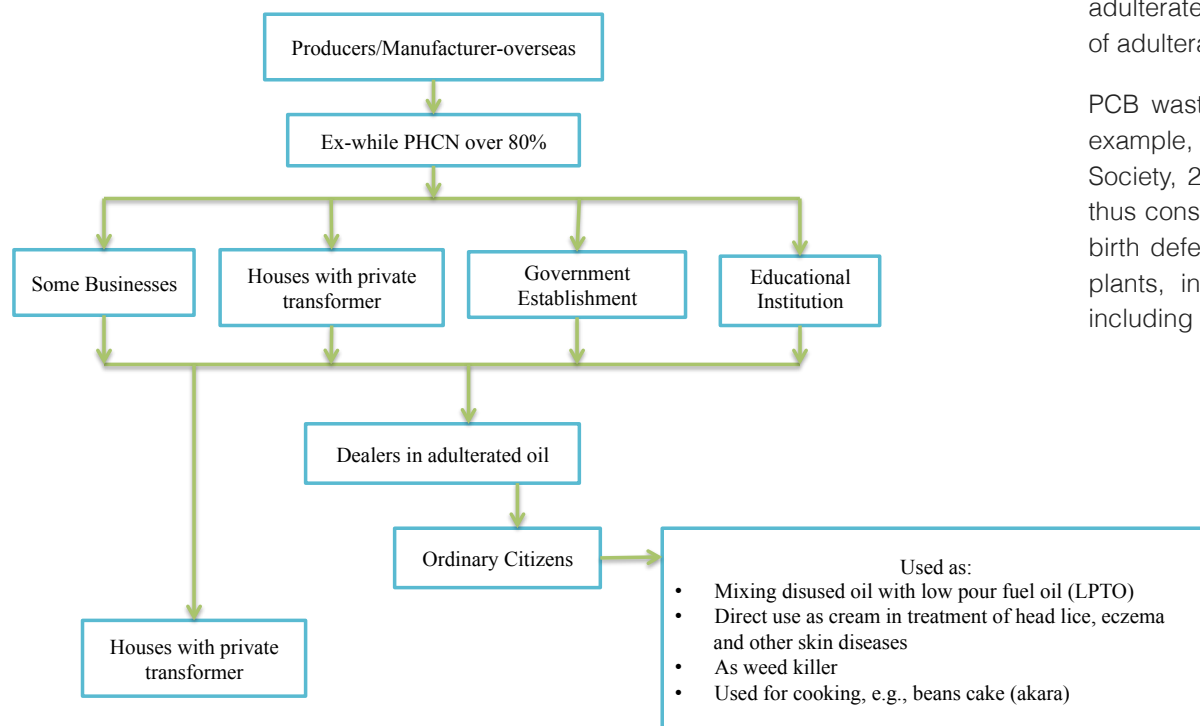 Producers/Manufacturer-overseas
Ex-while PHCN over 80%
Some Businesses
Houses with private
transformer
Government
Establishment
Educational
Institution
Dealers in adulterated oil
Ordinary Citizens
Houses with private
transformer
Used as:
• Mixing disused oil with low pour fuel oil (LPTO)
• Direct use as cream in treatment of head lice, eczema
and other skin diseases
• As weed killer
• Used for cooking, e.g., beans cake (akara)
adulterate
of adultera
PCB wast
example,
Society, 2
thus cons
birth defe
plants, in
including